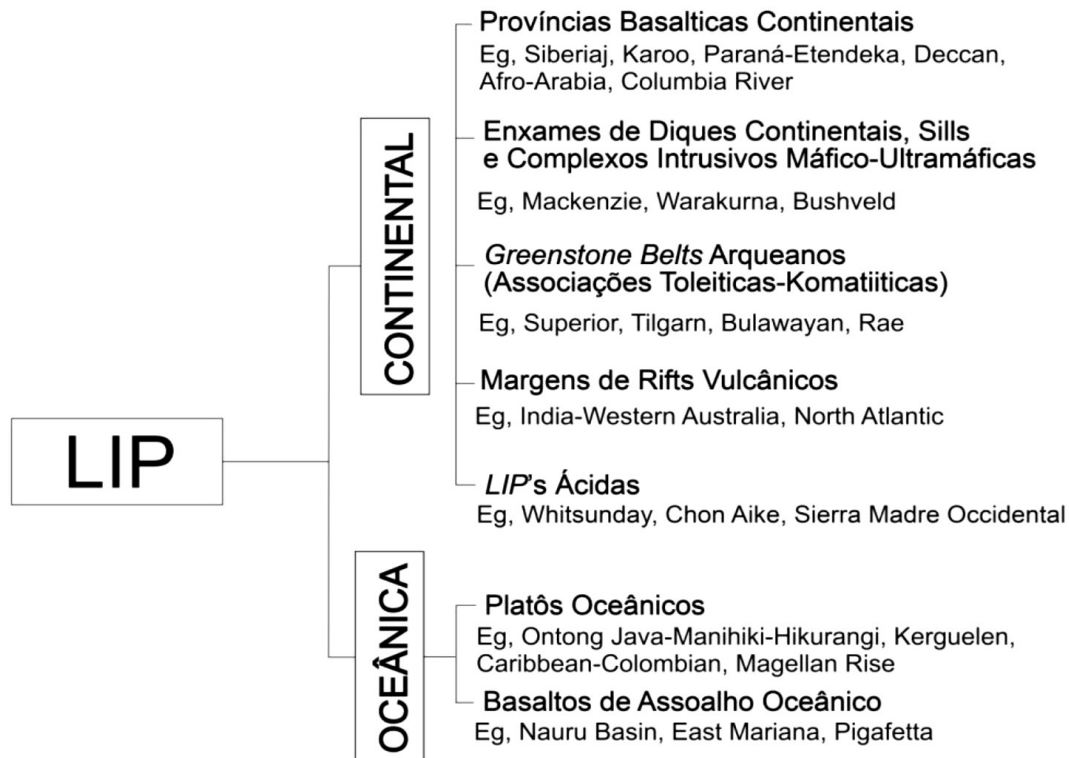 LIP
CONTINENTAL
Províncias Basalticas Continentais
Eg, Siberiaj, Karoo, Paraná-Etendeka, Deccan,
Afro-Arabia, Columbia River
Enxames de Diques Continentais, Sills
e Complexos Intrusivos Máfico-Ultramáficas
Eg, Mackenzie, Warakurna, Bushveld
Greenstone Belts Arqueanos
(Associações Toleiticas-Komatiiticas)
Eg, Superior, Tilgarn, Bulawayan, Rae
Margens de Rifts Vulcânicos
Eg, India-Western Australia, North Atlantic
LIP's Ácidas
Eg, Whitsunday, Chon Aike, Sierra Madre Occidental
OCEÂNICA
Platôs Oceânicos
Eg, Ontong Java-Manihiki-Hikurangi, Kerguelen,
Caribbean-Colombian, Magellan Rise
Basaltos de Assoalho Oceânico
Eg, Nauru Basin, East Mariana, Pigafetta